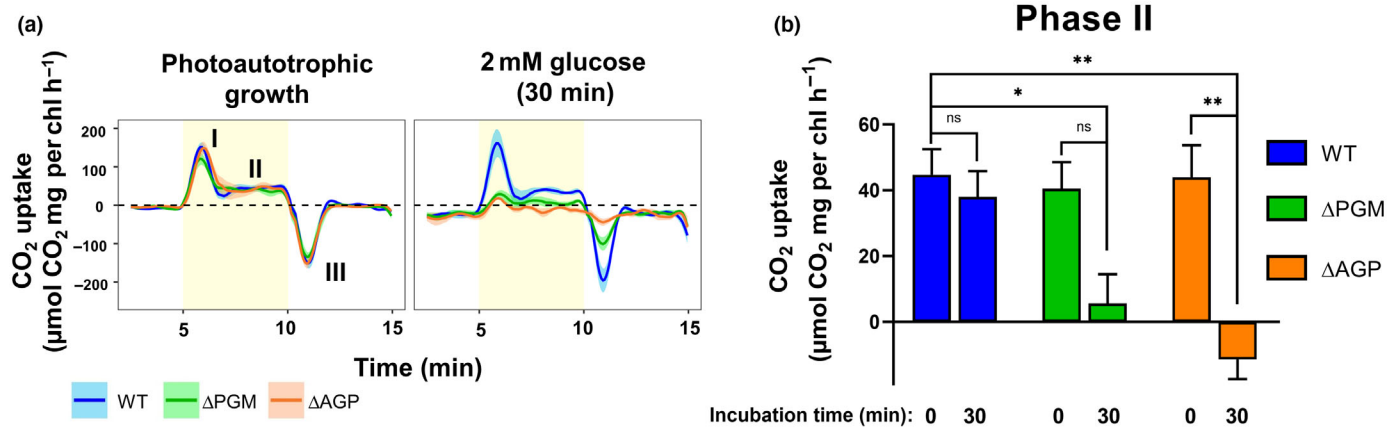 (a)
Photoautotrophic
growth
2 mM glucose
(30 min)
CO₂ uptake
(µmol CO₂ mg per chl h⁻¹)
200
100
0
−100
−200
I
II
III
5
10
15
5
10
15
Time (min)
WT
ΔPGM
ΔAGP
(b)
Phase II
CO₂ uptake
(µmol CO₂ mg per chl h⁻¹)
60
40
20
0
**
*
**
ns
ns
WT
ΔPGM
ΔAGP
Incubation time (min): 0 30 0 30 0 30